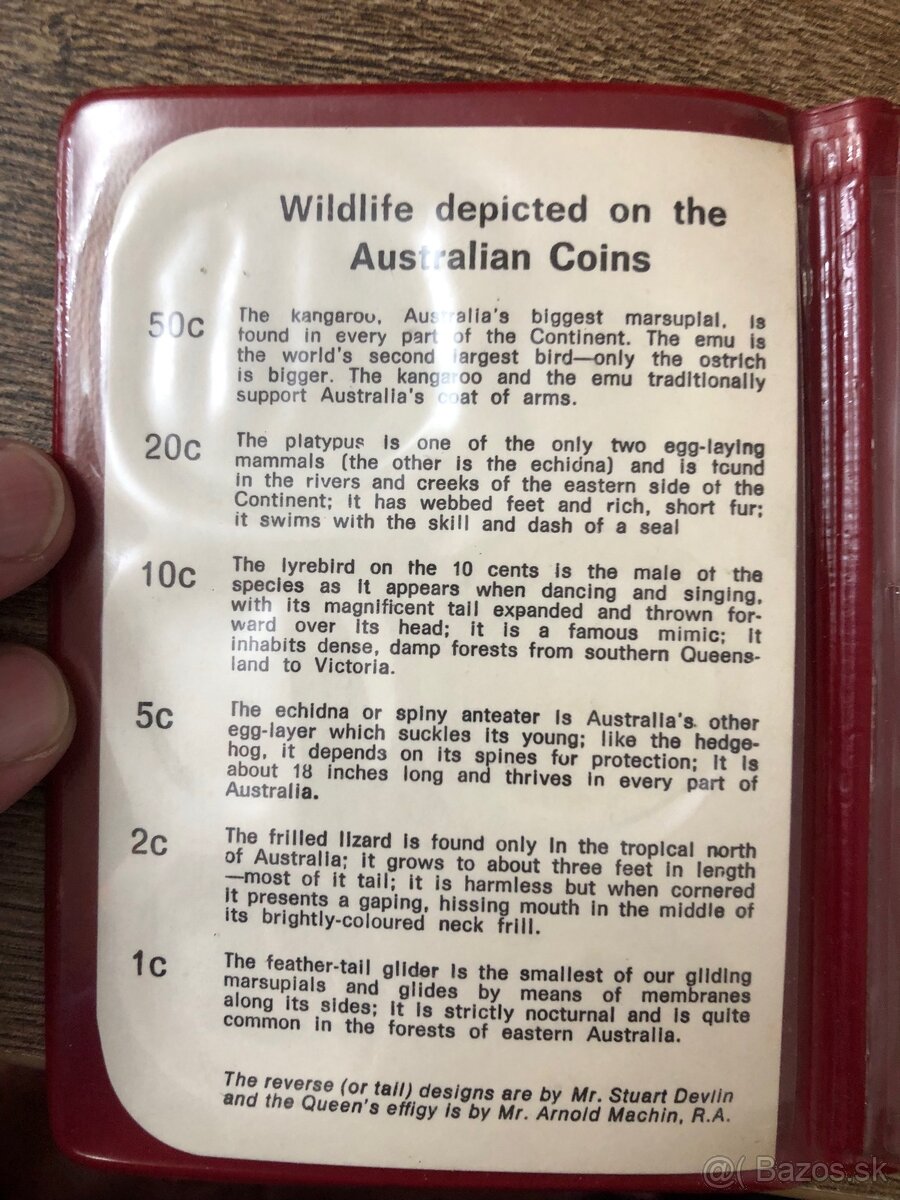 Wildlife depicted on the
Australian Coins
50c The kangaroo, Australia's biggest marsupial, is
found in every part of the Continent. The emu is
the world's second largest bird—only the ostrich
is bigger. The kangaroo and the emu traditionally
support Australia's coat of arms.
20c The platypus is one of the only two egg-laying
mammals (the other is the echidna) and is found
in the rivers and creeks of the eastern side of the
Continent; it has webbed feet and rich, short fur;
it swims with the skill and dash of a seal
10c The lyrebird on the 10 cents is the male of the
species as it appears when dancing and singing,
with its magnificent tail expanded and thrown for-
ward over its head; it is a famous mimic; it
inhabits dense, damp forests from southern Queens-
land to Victoria.
5c The echidna or spiny anteater is Australia's other
egg-layer which suckles its young; like the hedge-
hog, it depends on its spines for protection; it is
about 18 inches long and thrives in every part of
Australia.
2c The frilled lizard is found only in the tropical north
of Australia; it grows to about three feet in length
—most of it tail; it is harmless but when cornered
it presents a gaping, hissing mouth in the middle of
its brightly-coloured neck frill.
1c The feather-tail glider is the smallest of our gliding
marsupials and glides by means of membranes
along its sides; it is strictly nocturnal and is quite
common in the forests of eastern Australia.
The reverse (or tail) designs are by Mr. Stuart Devlin
and the Queen's effigy is by Mr. Arnold Machin, R.A.
@( Bazos.sk